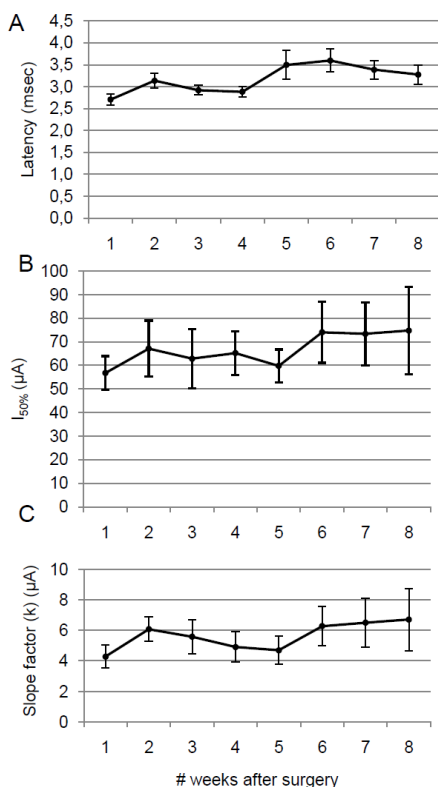 A
Latency (msec)
4,5
4,0
3,5
3,0
2,5
2,0
1,5
1,0
0,5
0,0
1 2 3 4 5 6 7 8
B
I50% (µA)
100
90
80
70
60
50
40
30
20
10
0
1 2 3 4 5 6 7 8
C
Slope factor (k) (µA)
10
8
6
4
2
0
1 2 3 4 5 6 7 8
# weeks after surgery